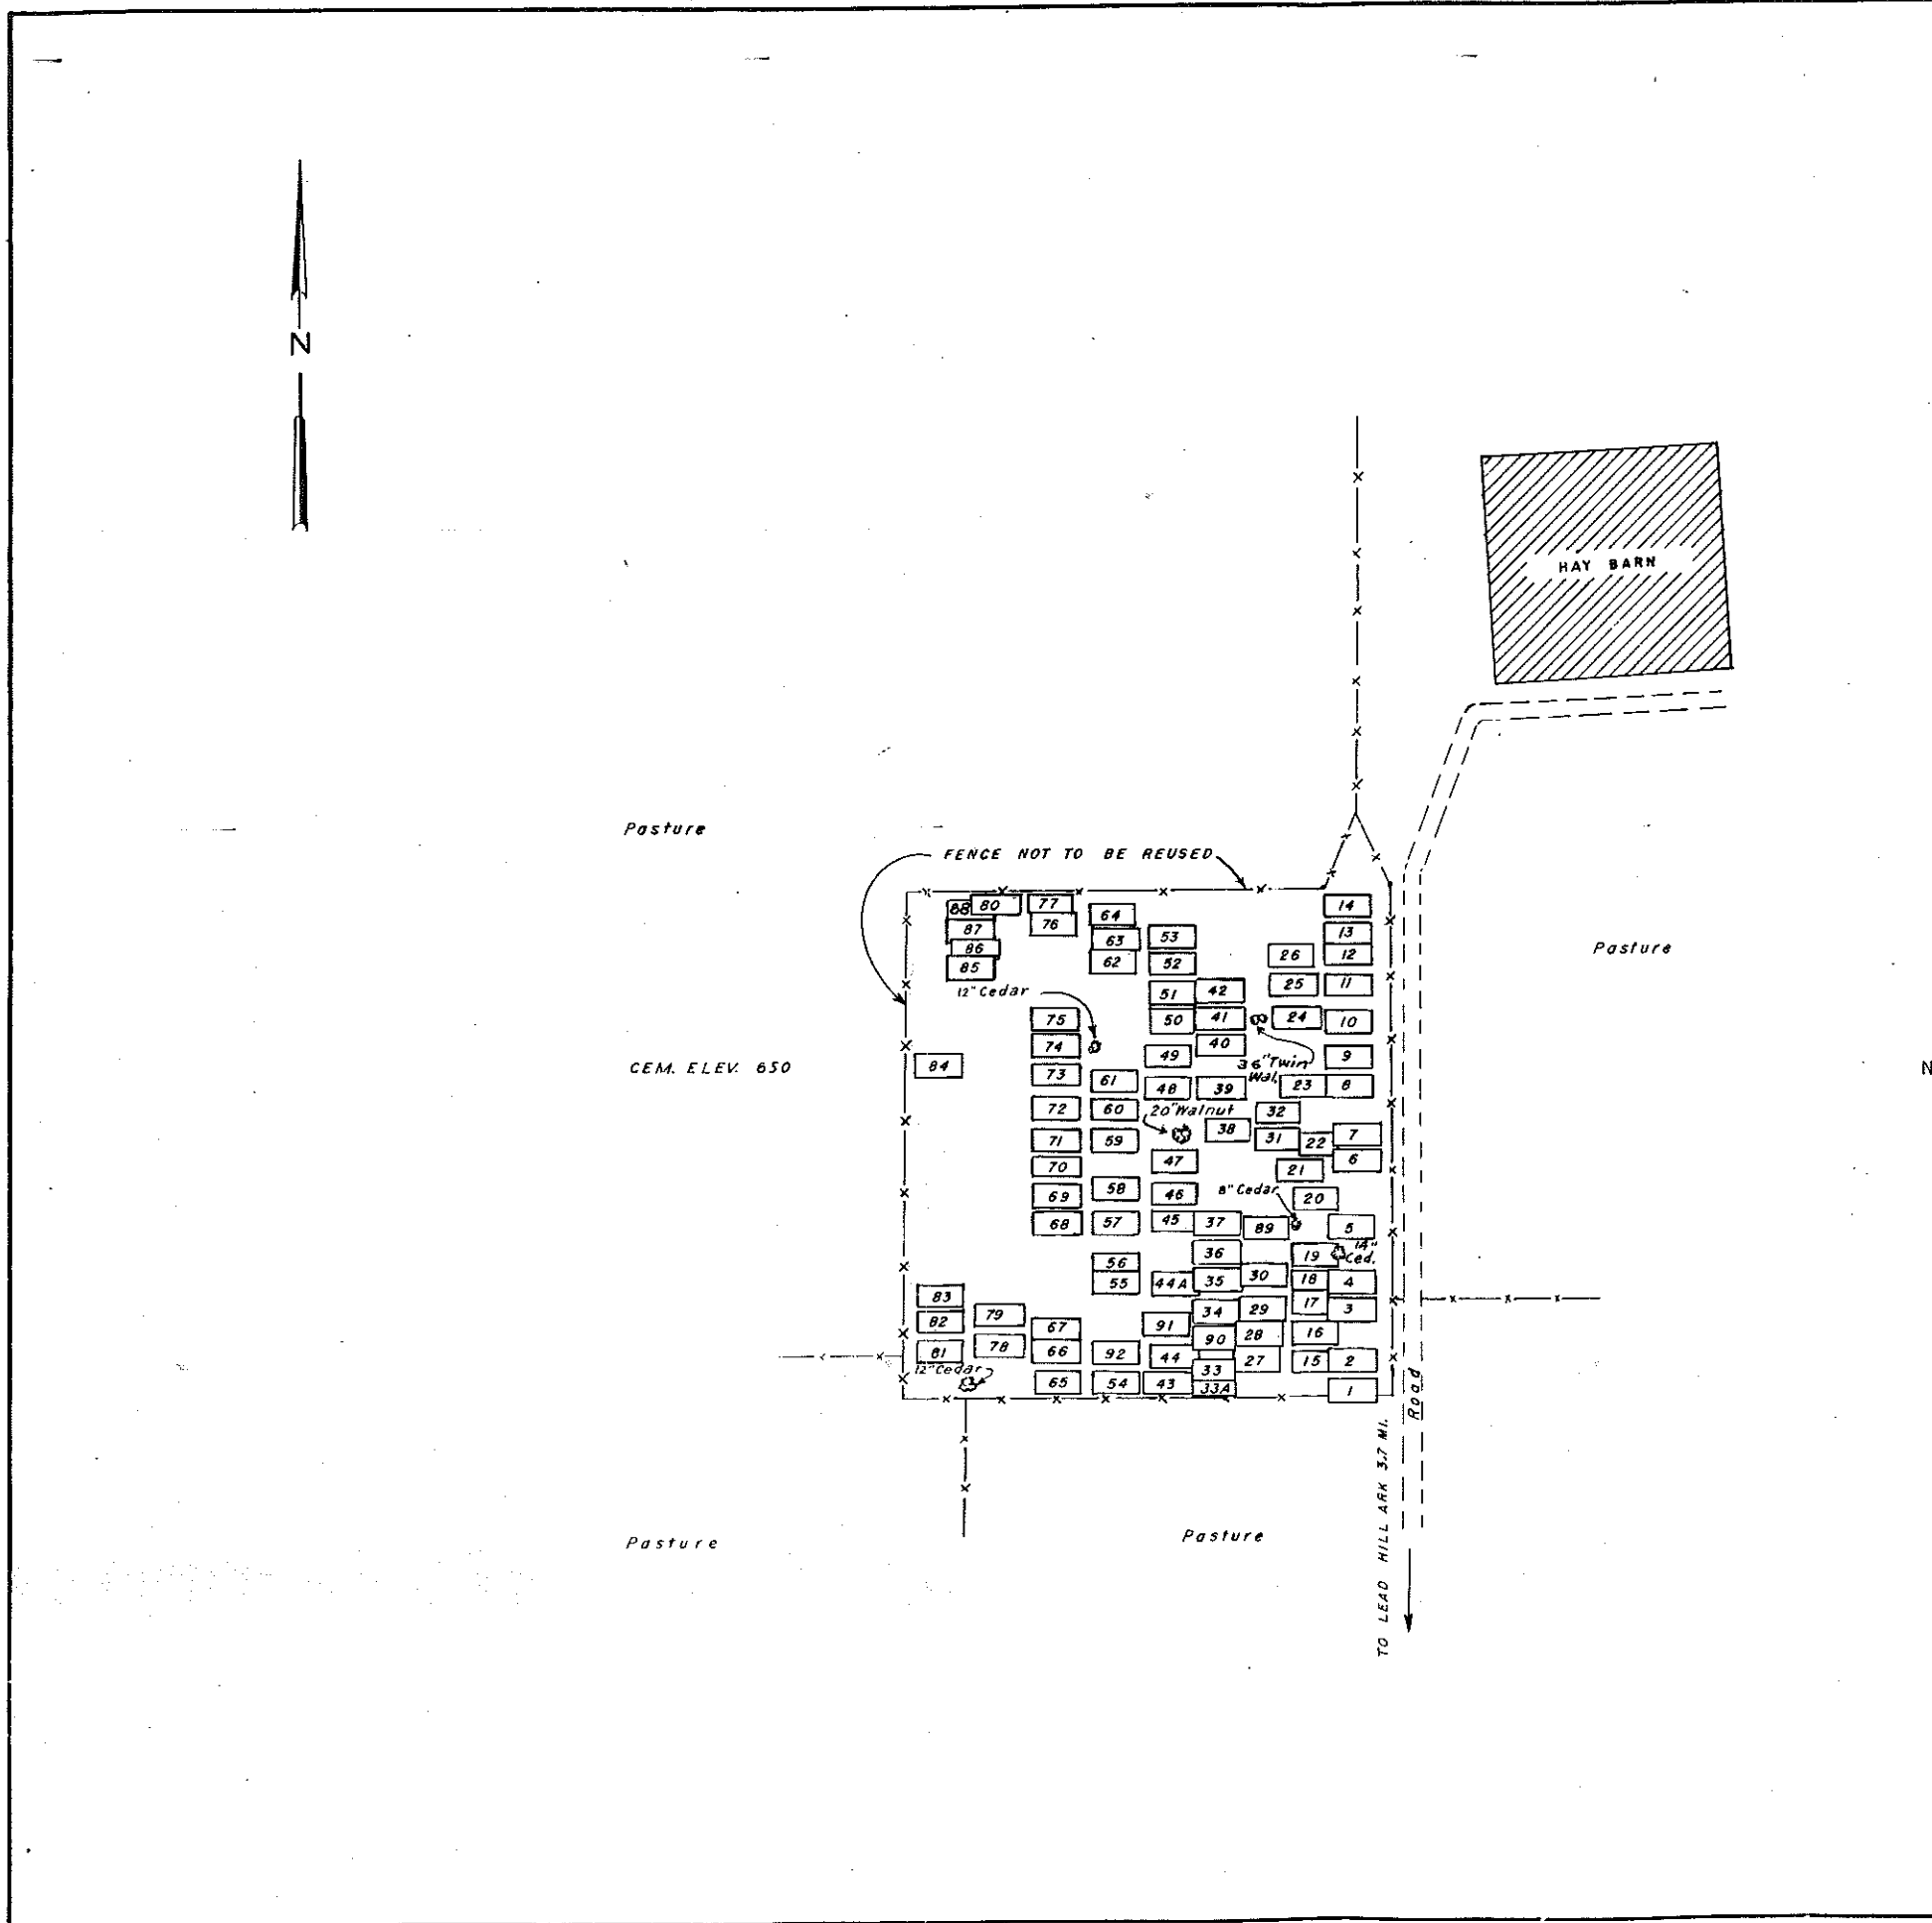 N
HAY BARN
Pasture
FENCE NOT TO BE REUSED
88 80 77 14
87 76 64 13
86 63 53 26 12
85 62 52
12" Cedar 51 42 25 11
75 50 41 24 10
74 49 40 9
36" Twin
Wal.
Pasture
CEM. ELEV. 650
84 73 61 48 39 23 8
72 60 20" Walnut 32
71 59 38 31 22 7
70 47 21 6
69 58 46 8" Cedar 20
68 57 45 37 89 5
56 36 19 14"
Ced.
55 44A 35 30 18 4
83 79 34 29 17 3
82 67 91 90 28 16
81 78 66 92 44 27 15 2
12" Cedar 33
65 54 43 33A 1
Road
TO LEAD HILL ARK 3.7 MI.
Pasture
Pasture
N